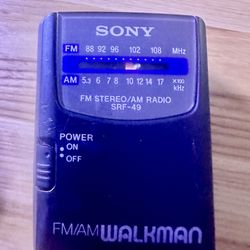 SONY
FM 88 92 96 102 108 MHz
AM 5.3 6 7 8 10 12 14 17 x100 kHz
FM STEREO/AM RADIO
SRF-49
POWER
ON
OFF
FM/AM WALKMAN